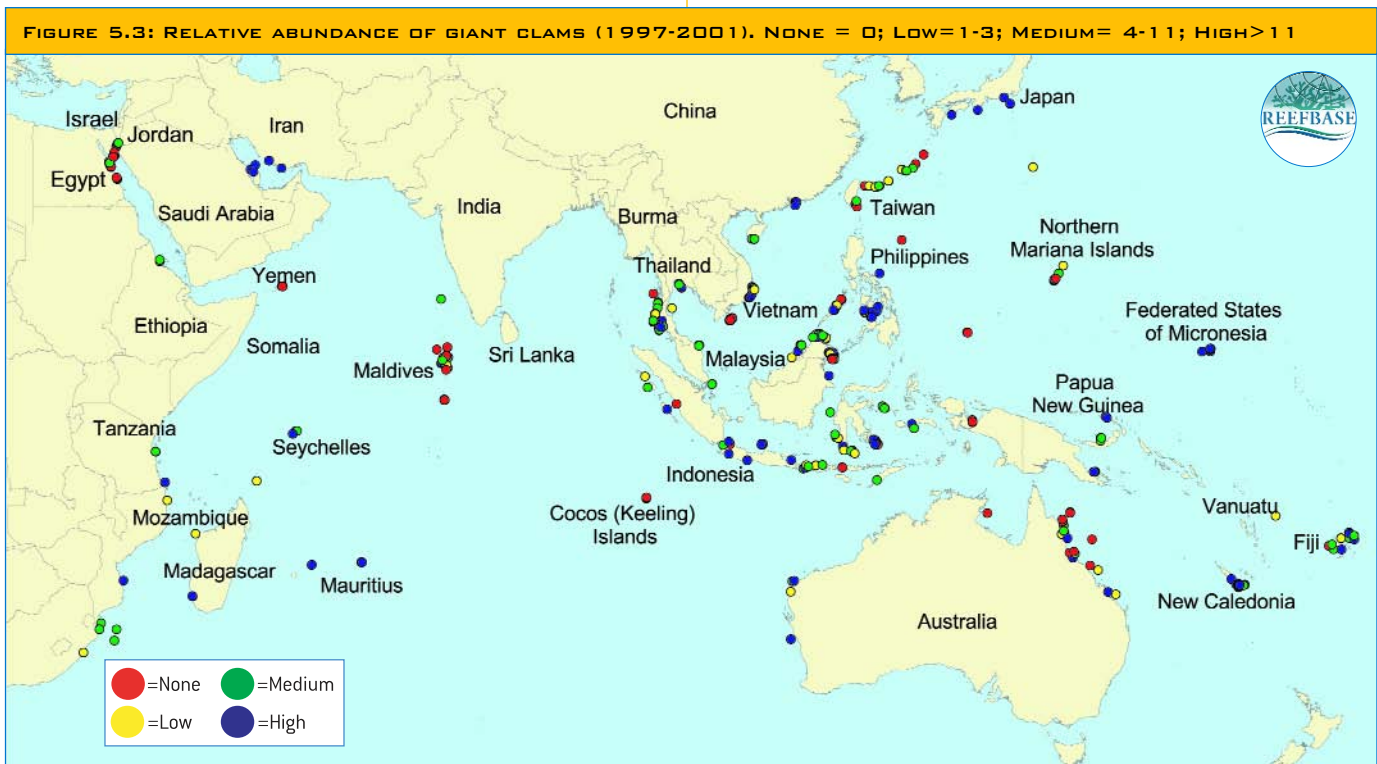 FIGURE 5.3: RELATIVE ABUNDANCE OF GIANT CLAMS (1997-2001). NONE = 0; LOW=1-3; MEDIUM= 4-11; HIGH>11
REEFBASE
Japan
China
Israel
Jordan
Iran
Egypt
Saudi Arabia
India
Burma
Taiwan
Northern
Mariana Islands
Philippines
Thailand
Yemen
Vietnam
Ethiopia
Federated States
of Micronesia
Somalia
Sri Lanka
Malaysia
Maldives
Papua
New Guinea
Tanzania
Seychelles
Indonesia
Cocos (Keeling)
Islands
Vanuatu
Mozambique
Fiji
Madagascar
Mauritius
New Caledonia
Australia
=None
=Medium
=Low
=High